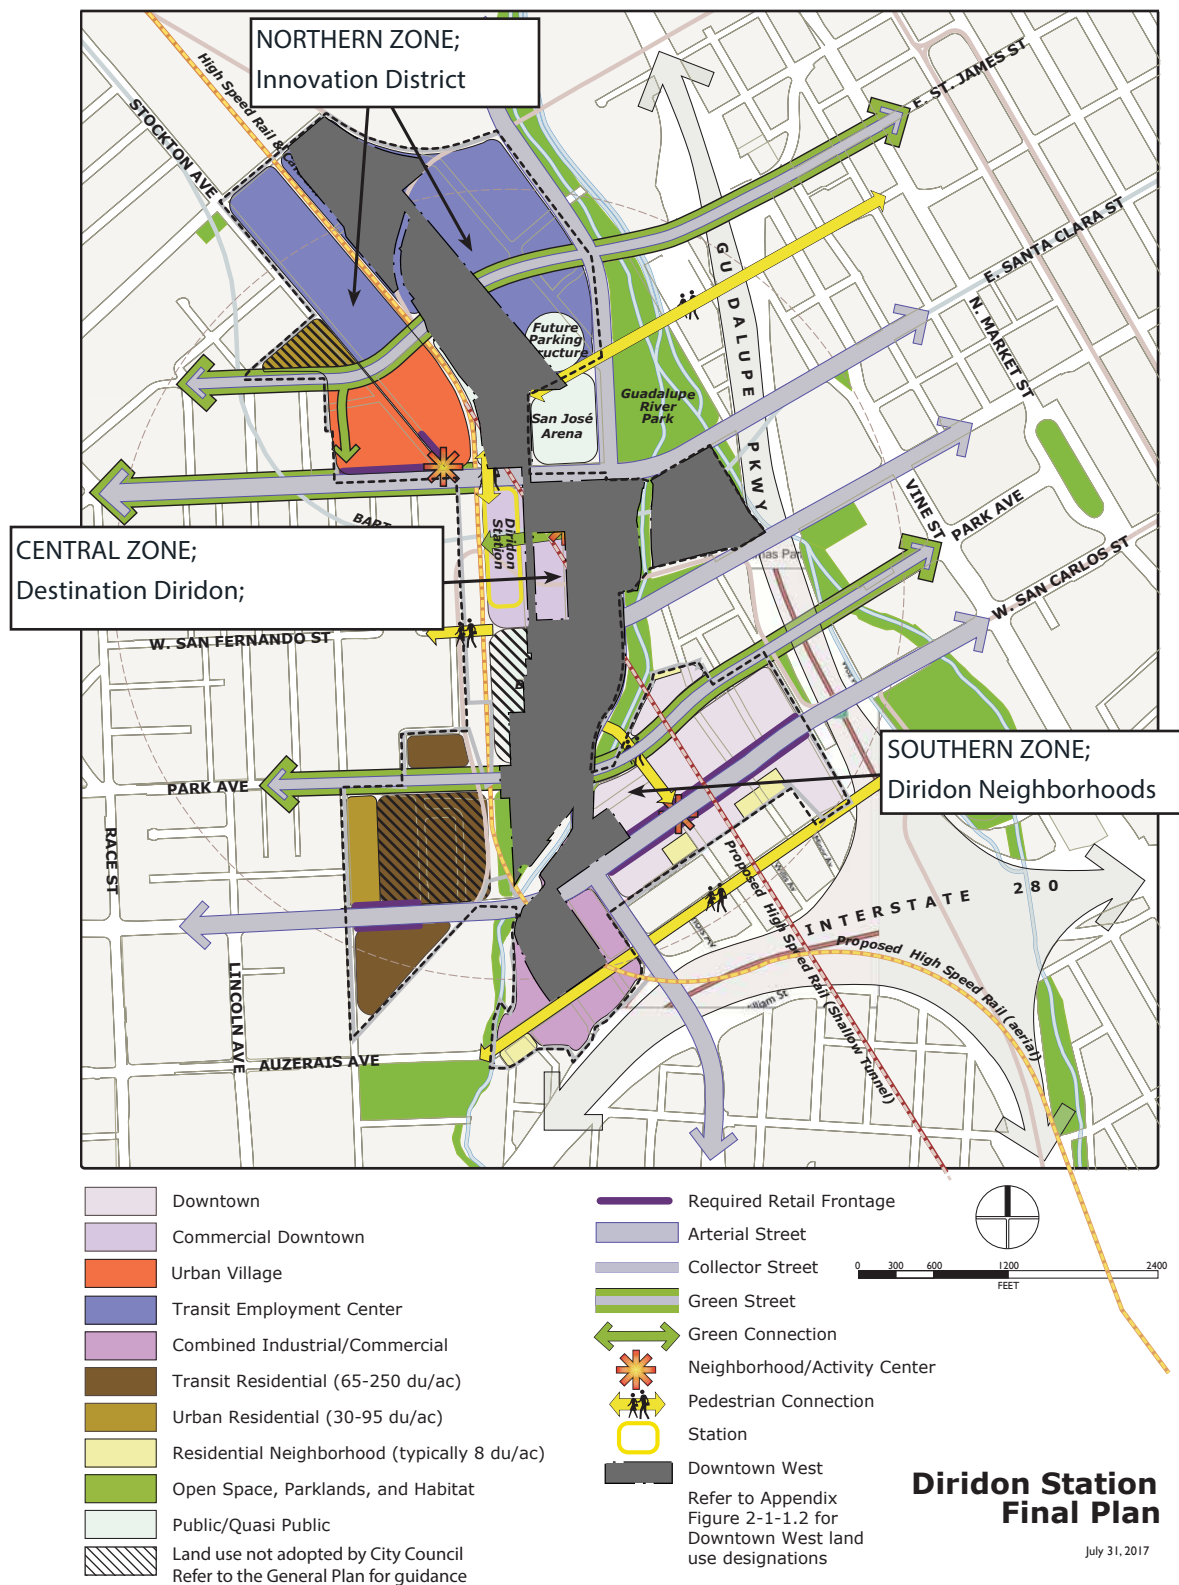 NORTHERN ZONE;
Innovation District
High Speed Rail &
STOCKTON AVE
E. ST. JAMES ST
E. SANTA CLARA ST
N. MARKET ST
GUADALUPE PKWY
Future
Parking
Structure
San José
Arena
Guadalupe
River
Park
VINE ST
PARK AVE
W. SAN CARLOS ST
Diridon
Station
CENTRAL ZONE;
Destination Diridon;
W. SAN FERNANDO ST
SOUTHERN ZONE;
Diridon Neighborhoods
PARK AVE
RACE ST
LINCOLN AVE
AUZERAIS AVE
INTERSTATE 280
Proposed High Speed Rail (Shallow Tunnel)
Proposed High Speed Rail (aerial)
Downtown
Commercial Downtown
Urban Village
Transit Employment Center
Combined Industrial/Commercial
Transit Residential (65-250 du/ac)
Urban Residential (30-95 du/ac)
Residential Neighborhood (typically 8 du/ac)
Open Space, Parklands, and Habitat
Public/Quasi Public
Land use not adopted by City Council
Refer to the General Plan for guidance
Required Retail Frontage
Arterial Street
Collector Street
Green Street
Green Connection
Neighborhood/Activity Center
Pedestrian Connection
Station
Downtown West
Refer to Appendix
Figure 2-1-1.2 for
Downtown West land
use designations
0 300 600 1200 2400
FEET
Diridon Station
Final Plan
July 31, 2017